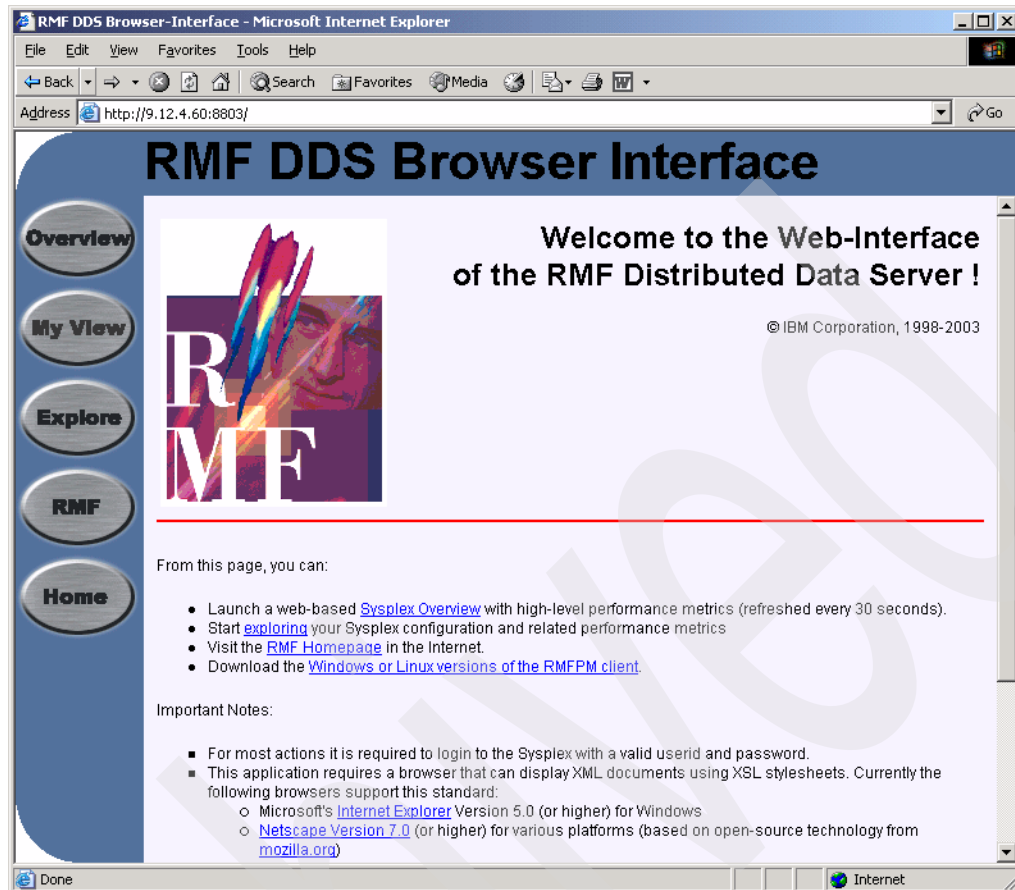 RMF DDS Browser-Interface - Microsoft Internet Explorer
File Edit View Favorites Tools Help
Back Search Favorites Media
Address http://9.12.4.60:8803/ Go
RMF DDS Browser Interface
Overview
My View
Explore
RMF
Home
R
MF
Welcome to the Web-Interface
of the RMF Distributed Data Server !
© IBM Corporation, 1998-2003
From this page, you can:
Launch a web-based Sysplex Overview with high-level performance metrics (refreshed every 30 seconds).
Start exploring your Sysplex configuration and related performance metrics
Visit the RMF Homepage in the Internet.
Download the Windows or Linux versions of the RMFPM client.
Important Notes:
For most actions it is required to login to the Sysplex with a valid userid and password.
This application requires a browser that can display XML documents using XSL stylesheets. Currently the
following browsers support this standard:
Microsoft's Internet Explorer Version 5.0 (or higher) for Windows
Netscape Version 7.0 (or higher) for various platforms (based on open-source technology from
mozilla.org)
Done Internet